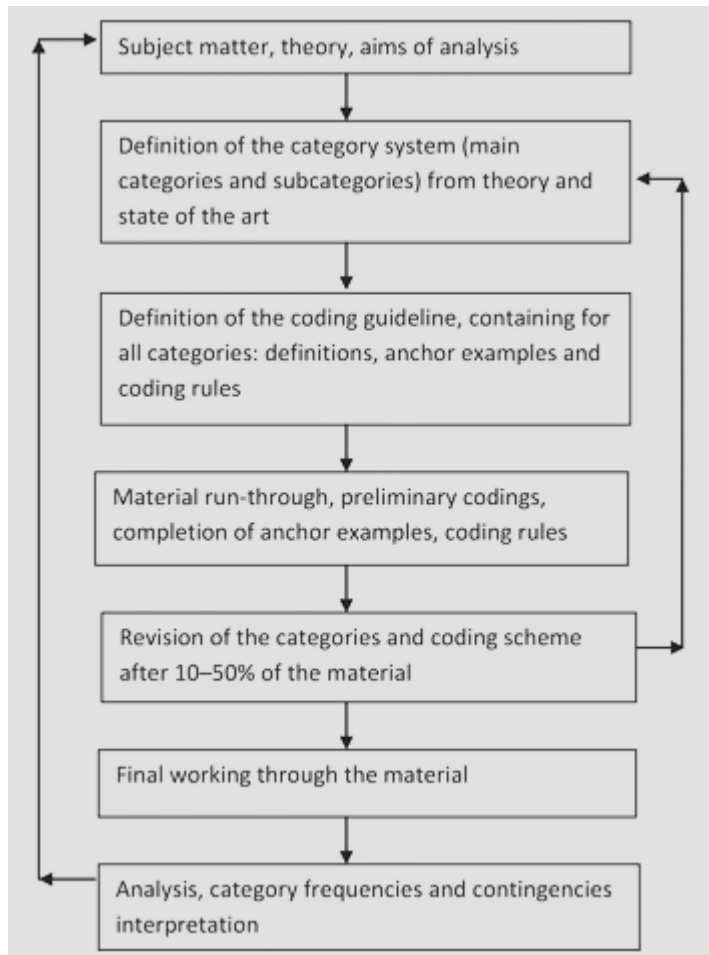 Subject matter, theory, aims of analysis
Definition of the category system (main
categories and subcategories) from theory and
state of the art
Definition of the coding guideline, containing for
all categories: definitions, anchor examples and
coding rules
Material run-through, preliminary codings,
completion of anchor examples, coding rules
Revision of the categories and coding scheme
after 10–50% of the material
Final working through the material
Analysis, category frequencies and contingencies
interpretation